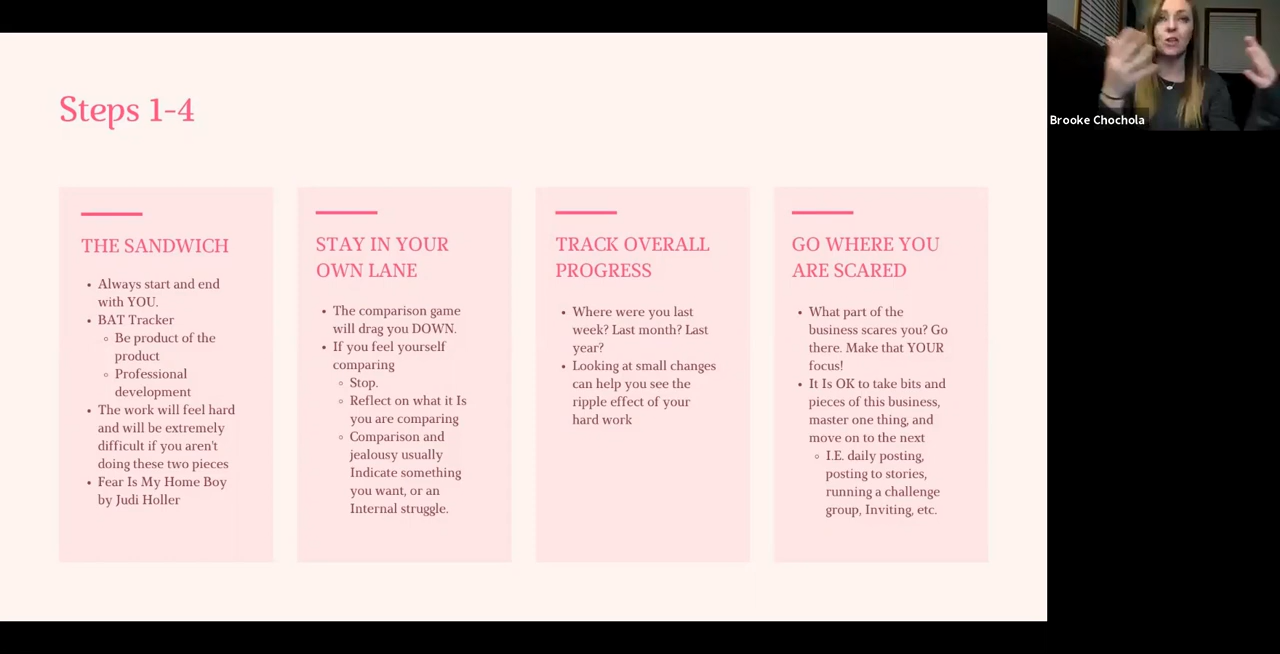 Steps 1-4
THE SANDWICH
• Always start and end
with YOU.
• BAT Tracker
◦ Be product of the
product
◦ Professional
development
• The work will feel hard
and will be extremely
difficult if you aren't
doing these two pieces
• Fear Is My Home Boy
by Judi Holler
STAY IN YOUR
OWN LANE
• The comparison game
will drag you DOWN.
• If you feel yourself
comparing
◦ Stop.
◦ Reflect on what it Is
you are comparing
◦ Comparison and
jealousy usually
Indicate something
you want, or an
Internal struggle.
TRACK OVERALL
PROGRESS
• Where were you last
week? Last month? Last
year?
• Looking at small changes
can help you see the
ripple effect of your
hard work
GO WHERE YOU
ARE SCARED
• What part of the
business scares you? Go
there. Make that YOUR
focus!
• It Is OK to take bits and
pieces of this business,
master one thing, and
move on to the next
◦ I.E. daily posting,
posting to stories,
running a challenge
group, Inviting, etc.
Brooke Chochola